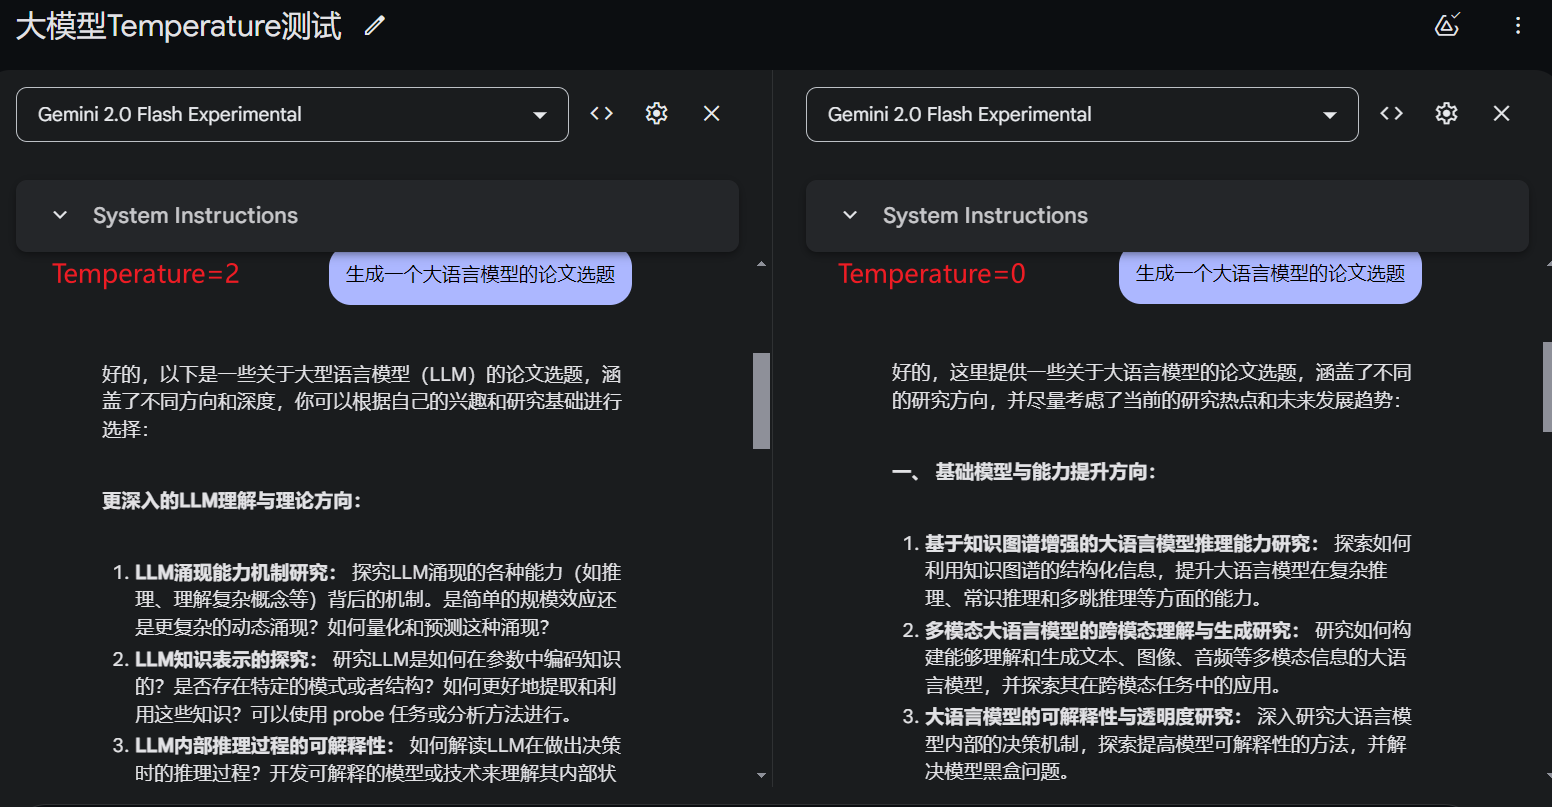 大模型Temperature测试
Gemini 2.0 Flash Experimental
System Instructions
Temperature=2
生成一个大语言模型的论文选题
好的，以下是一些关于大型语言模型（LLM）的论文选题，涵
盖了不同方向和深度，你可以根据自己的兴趣和研究基础进行
选择：
更深入的LLM理解与理论方向：
1. LLM涌现能力机制研究： 探究LLM涌现的各种能力（如推
理、理解复杂概念等）背后的机制。是简单的规模效应还
是更复杂的动态涌现？如何量化和预测这种涌现？
2. LLM知识表示的探究： 研究LLM是如何在参数中编码知识
的？是否存在特定的模式或者结构？如何更好地提取和利
用这些知识？可以使用 probe 任务或分析方法进行。
3. LLM内部推理过程的可解释性： 如何解读LLM在做出决策
时的推理过程？开发可解释的模型或技术来理解其内部状
Gemini 2.0 Flash Experimental
System Instructions
Temperature=0
生成一个大语言模型的论文选题
好的，这里提供一些关于大语言模型的论文选题，涵盖了不同
的研究方向，并尽量考虑了当前的研究热点和未来发展趋势：
一、 基础模型与能力提升方向：
1. 基于知识图谱增强的大语言模型推理能力研究： 探索如何
利用知识图谱的结构化信息，提升大语言模型在复杂推
理、常识推理和多跳推理等方面的能力。
2. 多模态大语言模型的跨模态理解与生成研究： 研究如何构
建能够理解和生成文本、图像、音频等多模态信息的大语
言模型，并探索其在跨模态任务中的应用。
3. 大语言模型的可解释性与透明度研究： 深入研究大语言模
型内部的决策机制，探索提高模型可解释性的方法，并解
决模型黑盒问题。